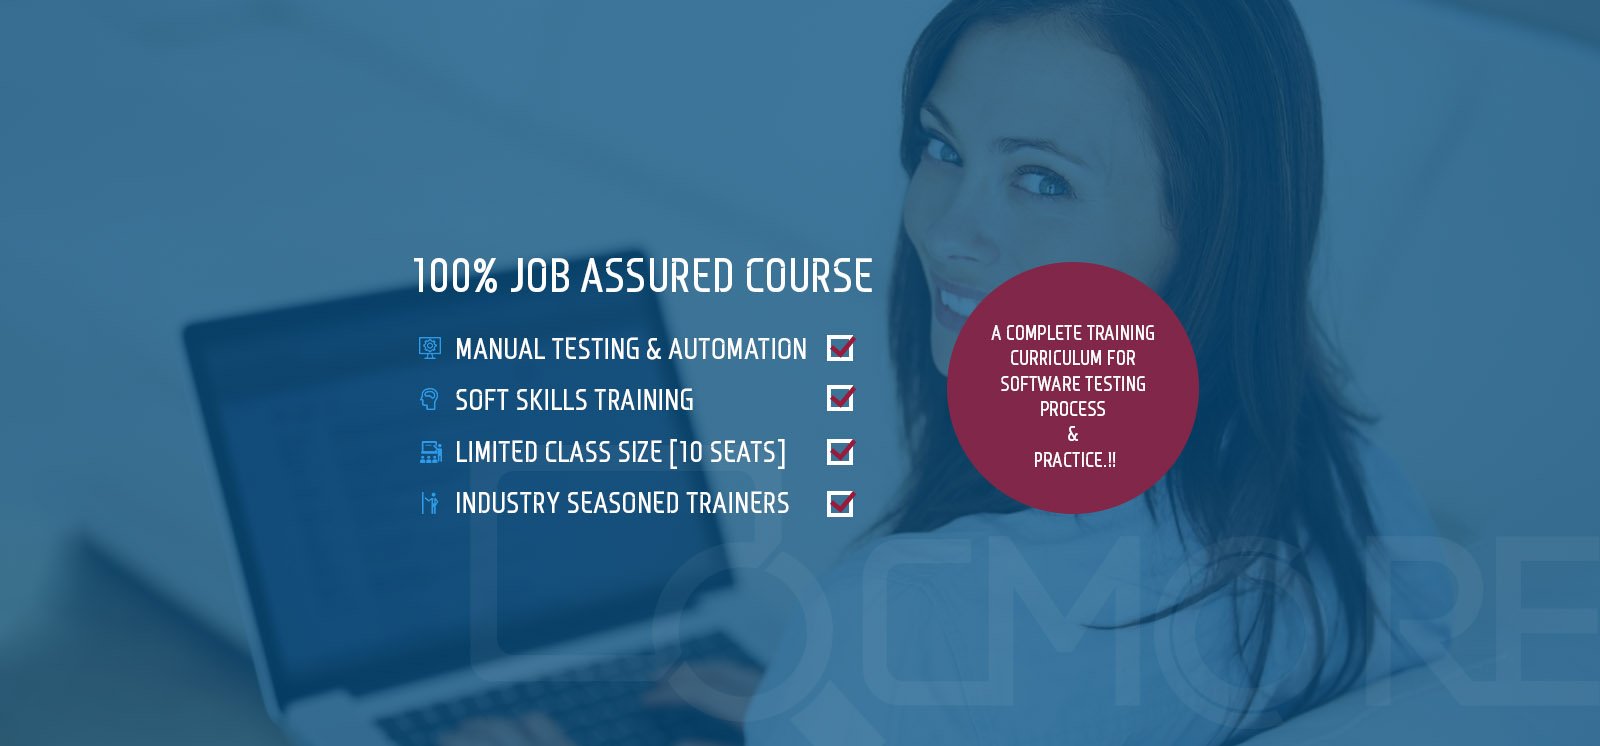 100% JOB ASSURED COURSE
MANUAL TESTING & AUTOMATION
SOFT SKILLS TRAINING
LIMITED CLASS SIZE [10 SEATS]
INDUSTRY SEASONED TRAINERS
A COMPLETE TRAINING
CURRICULUM FOR
SOFTWARE TESTING
PROCESS
&
PRACTICE.!!
QCMORE